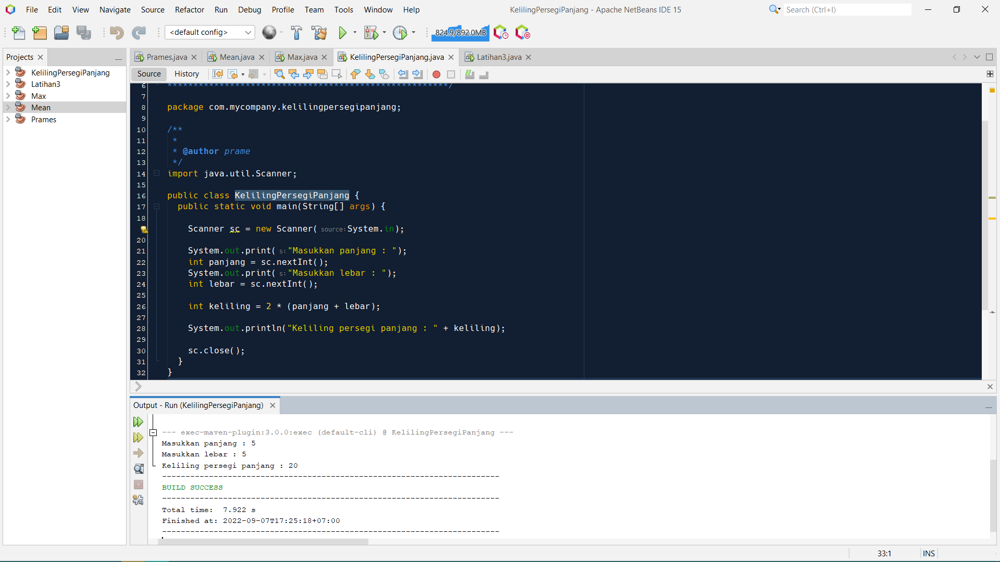 File Edit View Navigate Source Refactor Run Debug Profile Team Tools Window Help
KelilingPersegiPanjang - Apache NetBeans IDE 15
Search (Ctrl+I)
<default config>
824.9/892.0MB
Projects
KelilingPersegiPanjang
Latihan3
Max
Mean
Prames
Prames.java Mean.java Max.java KelilingPersegiPanjang.java Latihan3.java
Source History
6 ******************************************************/
7
8 package com.mycompany.kelilingpersegipanjang;
9
10 /**
11 *
12 * @author prame
13 */
14 import java.util.Scanner;
15
16 public class KelilingPersegiPanjang {
17 public static void main(String[] args) {
18
Scanner sc = new Scanner( source: System.in);
20
21 System.out.print( s: "Masukkan panjang : ");
22 int panjang = sc.nextInt();
23 System.out.print( s: "Masukkan lebar : ");
24 int lebar = sc.nextInt();
25
26 int keliling = 2 * (panjang + lebar);
27
28 System.out.println("Keliling persegi panjang : " + keliling);
29
30 sc.close();
31 }
32 }
Output - Run (KelilingPersegiPanjang)
--- exec-maven-plugin:3.0.0:exec (default-cli) @ KelilingPersegiPanjang ---
Masukkan panjang : 5
Masukkan lebar : 5
Keliling persegi panjang : 20
------------------------------------------------------------------------
BUILD SUCCESS
------------------------------------------------------------------------
Total time:  7.922 s
Finished at: 2022-09-07T17:25:18+07:00
------------------------------------------------------------------------
33:1 INS